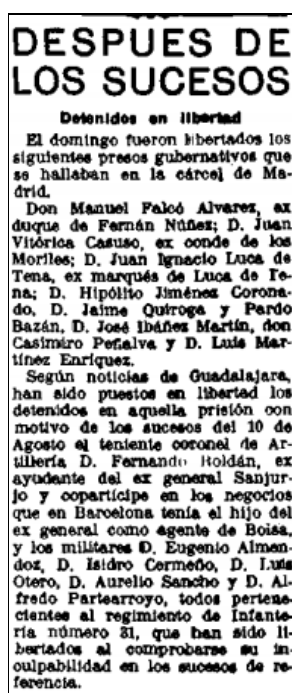 DESPUES DE
LOS SUCESOS
Detenidos en libertad
El domingo fueron libertados los
siguientes presos gubernativos que
se hallaban en la cárcel de Ma-
drid.
Don Manuel Falcó Alvarez, ex
duque de Fernán Núñez; D. Juan
Vitórica Casuso, ex conde de los
Moriles; D. Juan Ignacio Luca de
Tena, ex marqués de Luca de Te-
na; D. Hipólito Jiménez Corona-
do, D. Jaime Quiroga y Pardo
Bazán, D. José Ibáñez Martín, don
Casimiro Peñalva y D. Luis Mar-
tínez Enríquez.
Según noticias de Guadalajara,
han sido puestos en libertad los
detenidos en aquella prisión con
motivo de los sucesos del 10 de
Agosto el teniente coronel de Ar-
tillería D. Fernando Roldán, ex
ayudante del ex general Sanjur-
jo y copartícipe en los negocios
que en Barcelona tenía el hijo del
ex general como agente de Bolsa,
y los militares D. Eugenio Almen-
doz, D. Isidro Cermeño, D. Luis
Otero, D. Aurelio Sancho y D. Al-
fredo Partearroyo, todos pertene-
cientes al regimiento de Infante-
ría número 31, que han sido li-
bertados al comprobarse su in-
culpabilidad en los sucesos de re-
ferencia.